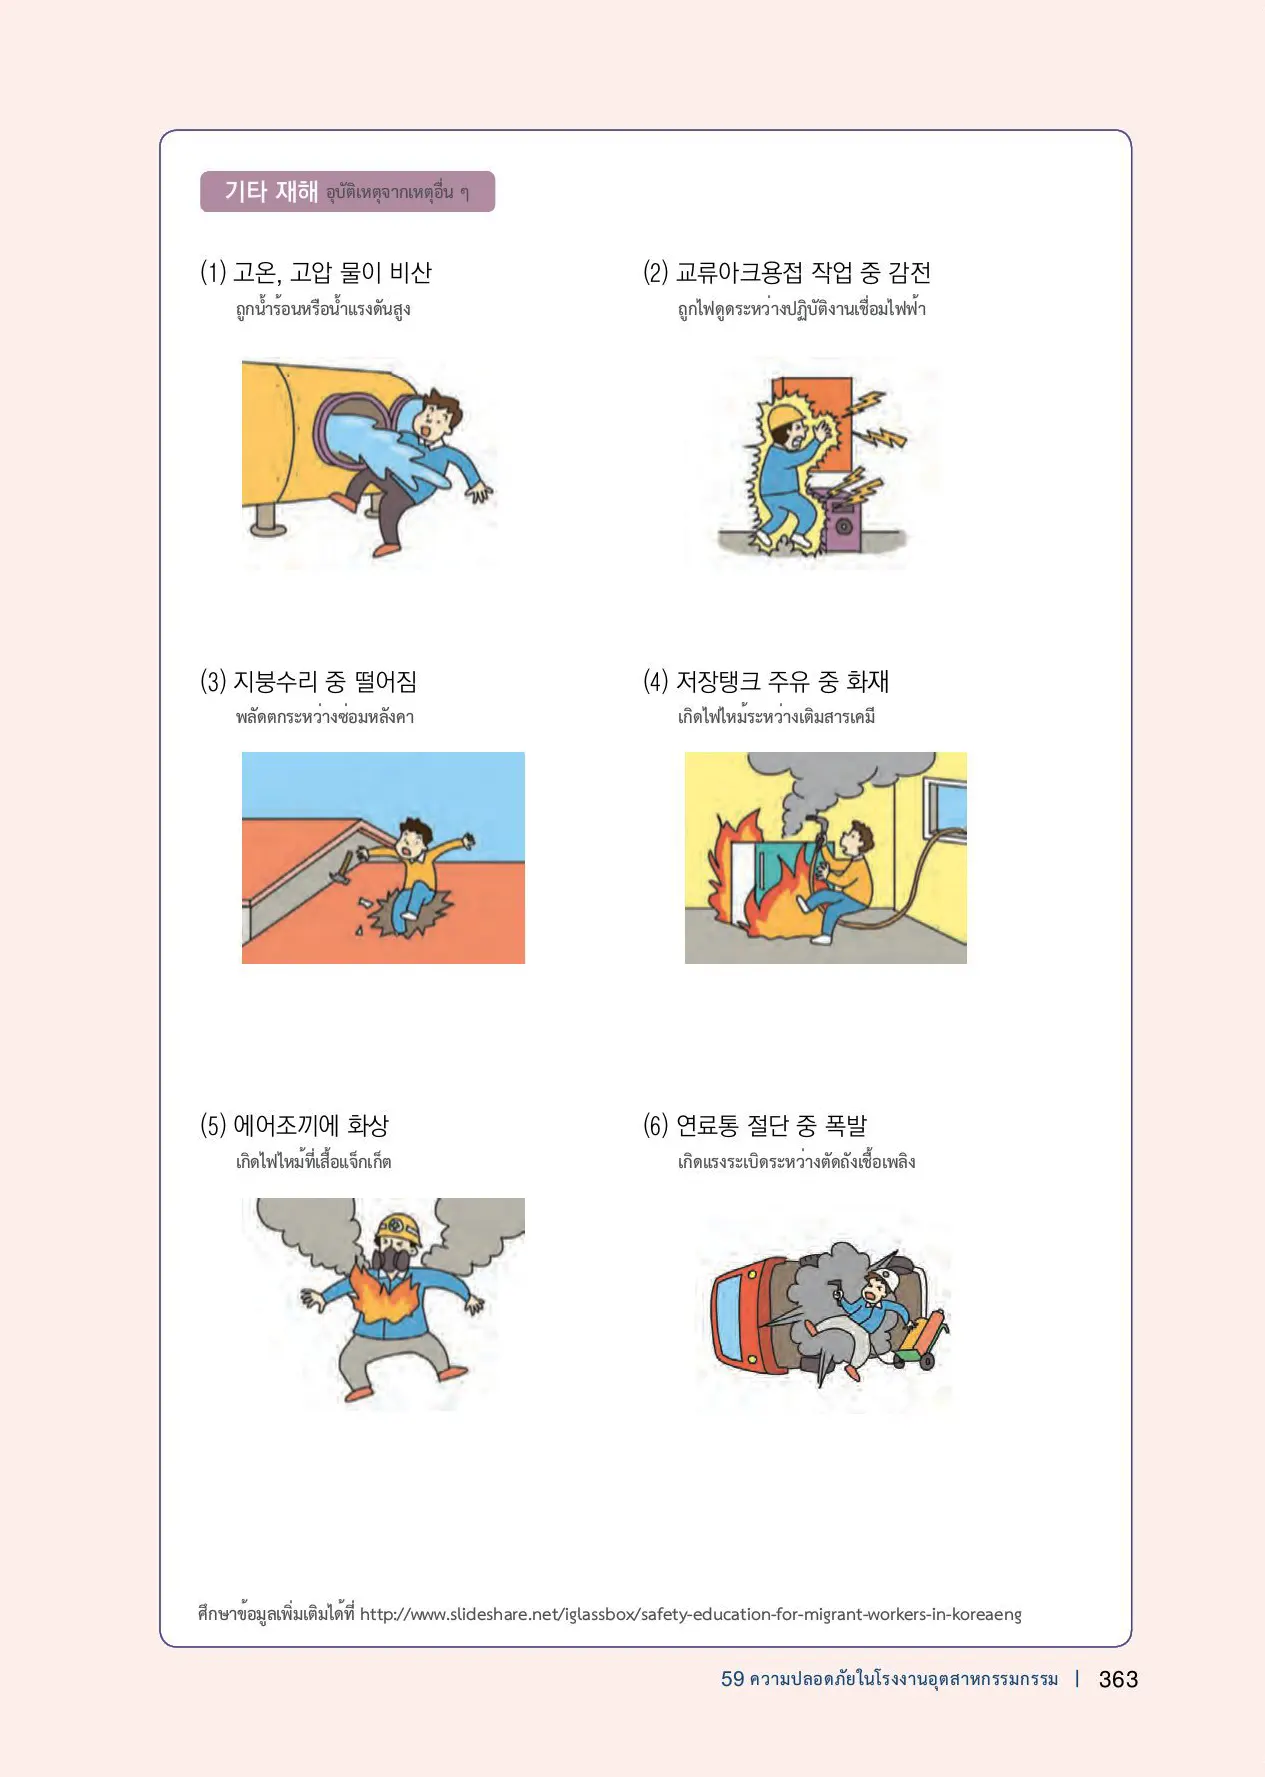 기타 재해 อุบัติเหตุจากเหตุอื่น ๆ
(1) 고온, 고압 물이 비산
ถูกน้ำร้อนหรือน้ำแรงดันสูง
(2) 교류아크용접 작업 중 감전
ถูกไฟดูดระหว่างปฏิบัติงานเชื่อมไฟฟ้า
(3) 지붕수리 중 떨어짐
พลัดตกระหว่างซ่อมหลังคา
(4) 저장탱크 주유 중 화재
เกิดไฟไหม้ระหว่างเติมสารเคมี
(5) 에어조끼에 화상
เกิดไฟไหม้ที่เสื้อแจ็กเก็ต
(6) 연료통 절단 중 폭발
เกิดแรงระเบิดระหว่างตัดถังเชื้อเพลิง
ศึกษาข้อมูลเพิ่มเติมได้ที่ http://www.slideshare.net/iglassbox/safety-education-for-migrant-workers-in-koreaeng
59 ความปลอดภัยในโรงงานอุตสาหกรรมกรรม | 363